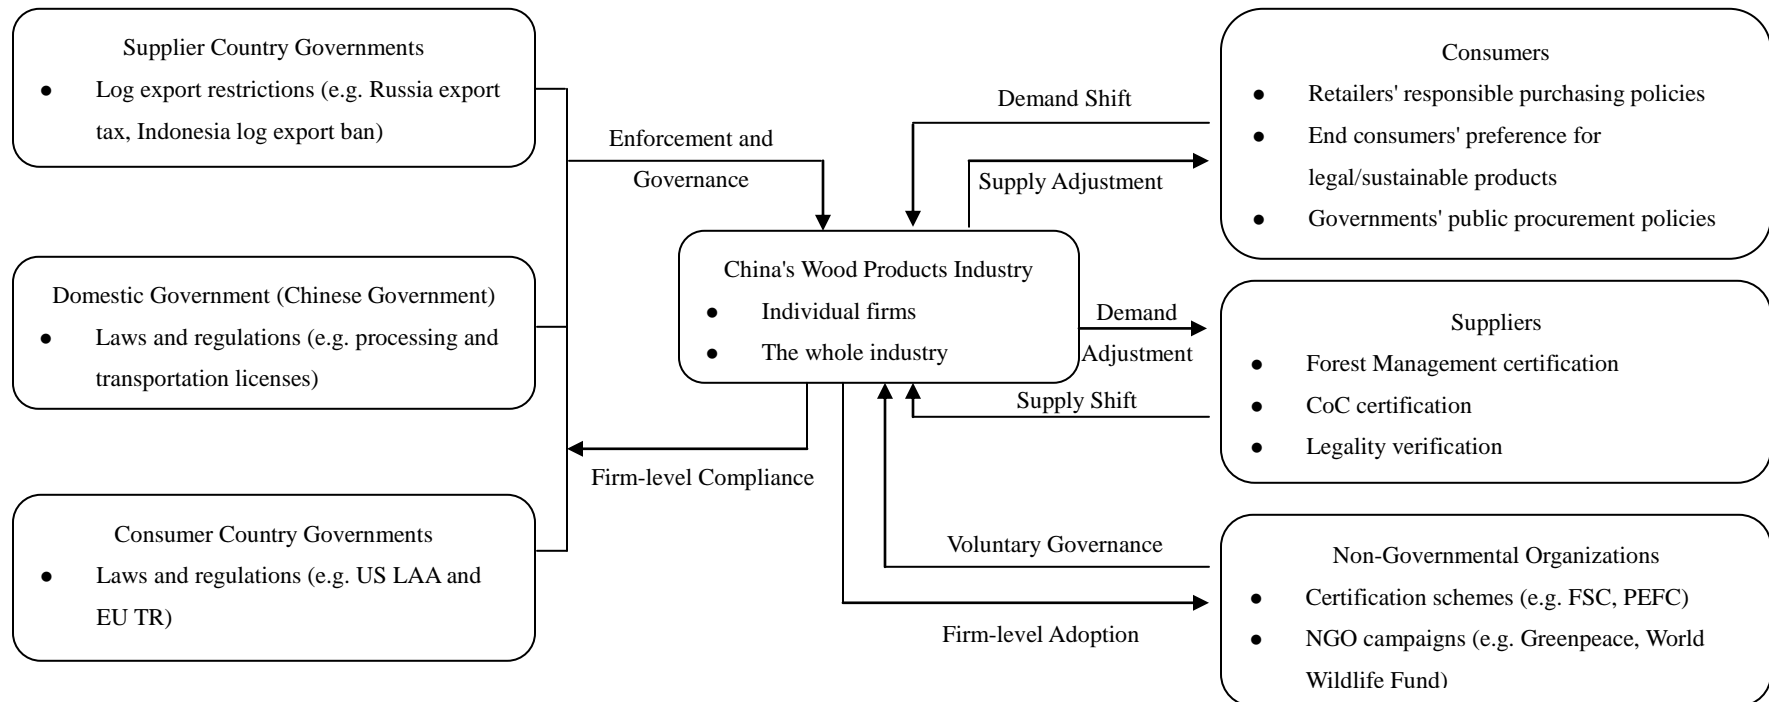 Supplier Country Governments
● Log export restrictions (e.g. Russia export
tax, Indonesia log export ban)
Domestic Government (Chinese Government)
● Laws and regulations (e.g. processing and
transportation licenses)
Consumer Country Governments
● Laws and regulations (e.g. US LAA and
EU TR)
Enforcement and
Governance
Firm-level Compliance
China's Wood Products Industry
● Individual firms
● The whole industry
Demand Shift
Supply Adjustment
Demand
Adjustment
Supply Shift
Voluntary Governance
Firm-level Adoption
Consumers
● Retailers' responsible purchasing policies
● End consumers' preference for
legal/sustainable products
● Governments' public procurement policies
Suppliers
● Forest Management certification
● CoC certification
● Legality verification
Non-Governmental Organizations
● Certification schemes (e.g. FSC, PEFC)
● NGO campaigns (e.g. Greenpeace, World
Wildlife Fund)